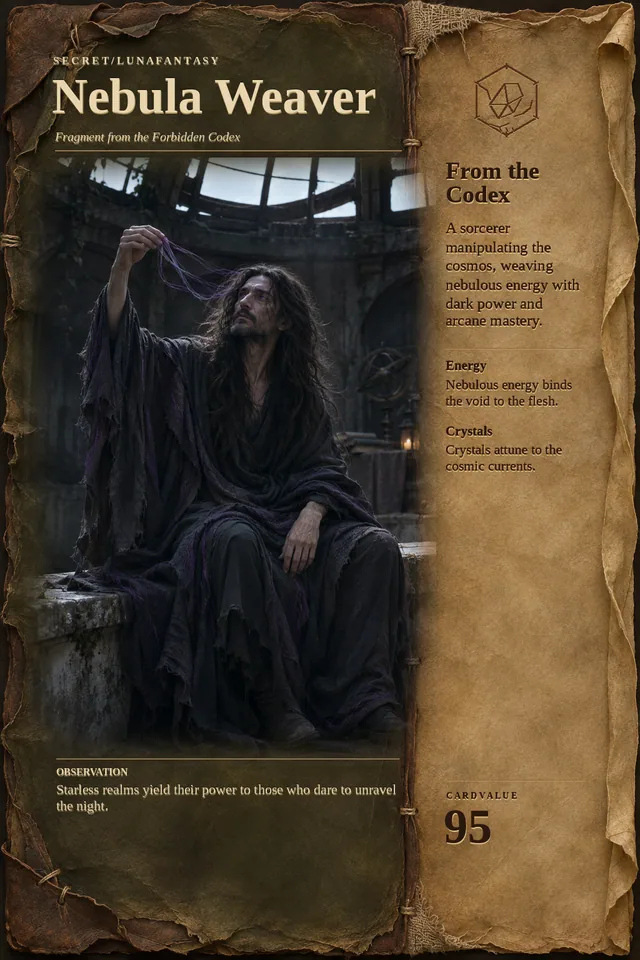 SECRET/LUNAFANTASY
Nebula Weaver
Fragment from the Forbidden Codex
OBSERVATION
Starless realms yield their power to those who dare to unravel
the night.
From the
Codex
A sorcerer
manipulating the
cosmos, weaving
nebulous energy with
dark power and
arcane mastery.
Energy
Nebulous energy binds
the void to the flesh.
Crystals
Crystals attune to the
cosmic currents.
CARDVALUE
95